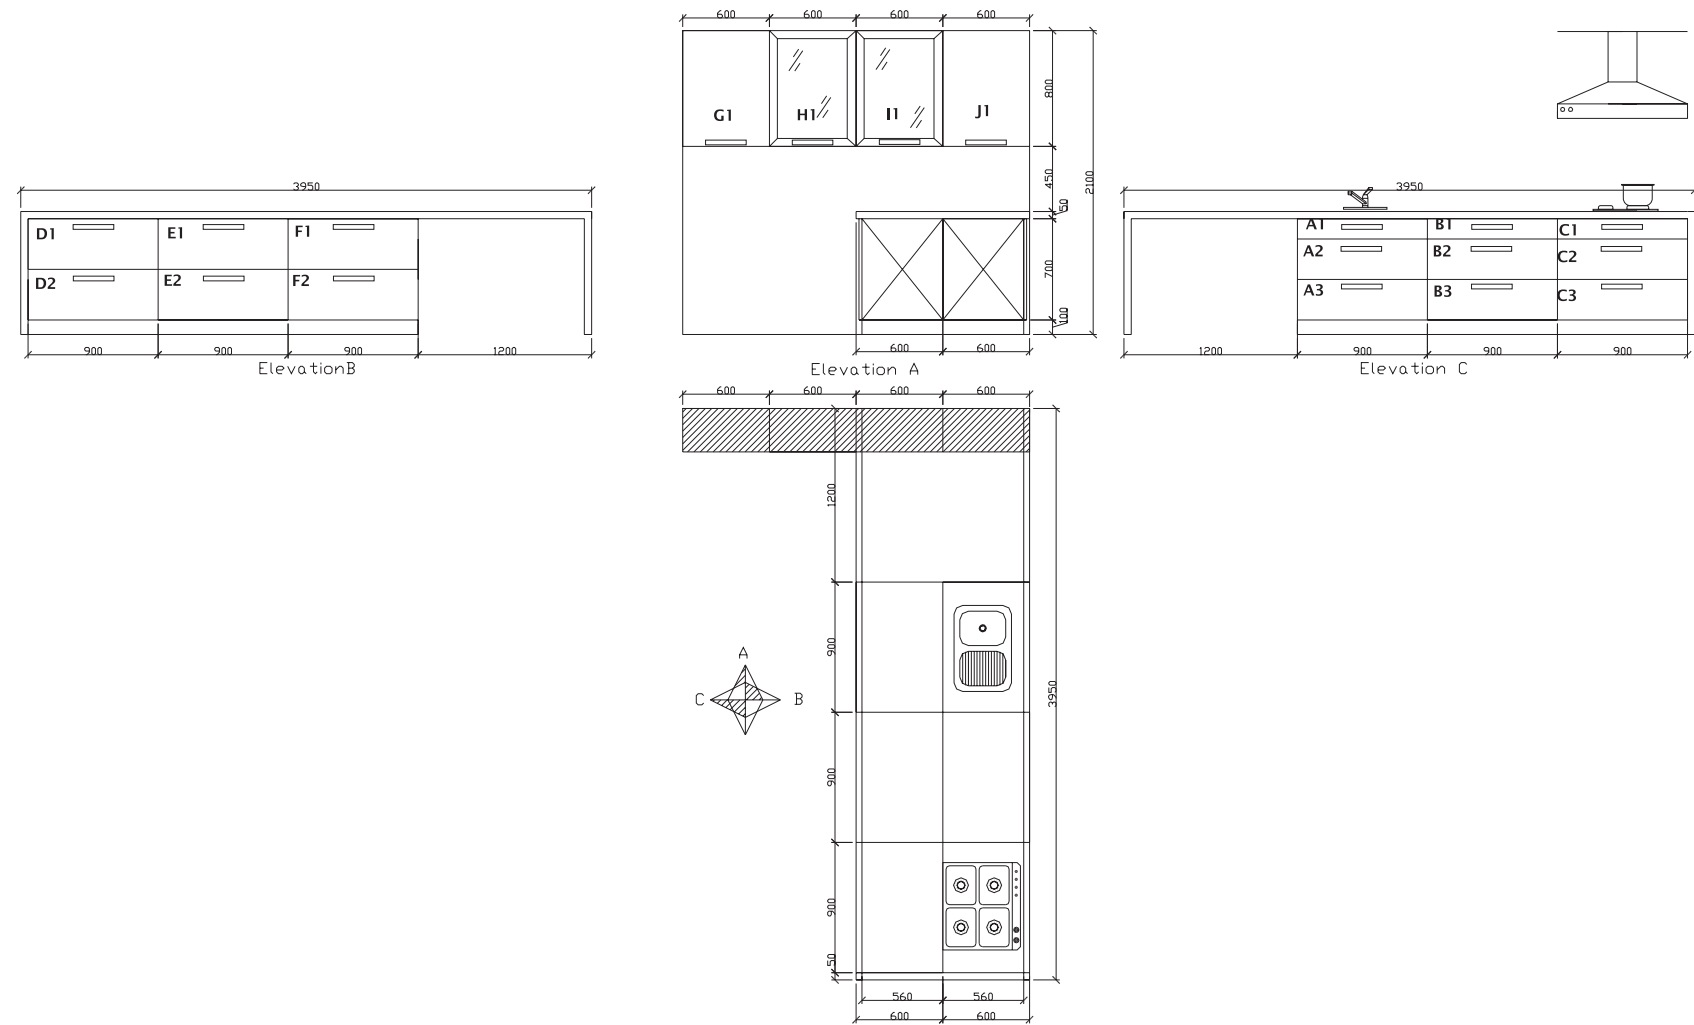 600 600 600 600
800
G1 H1 I1 J1
450
2100
50
700
100
600 600
Elevation A
3950
D1 E1 F1
D2 E2 F2
900 900 900 1200
ElevationB
3950
A1 B1 C1
A2 B2 C2
A3 B3 C3
1200 900 900 900
Elevation C
600 600 600 600
1200
900
A
C B
3950
900
900
50
560 560
600 600